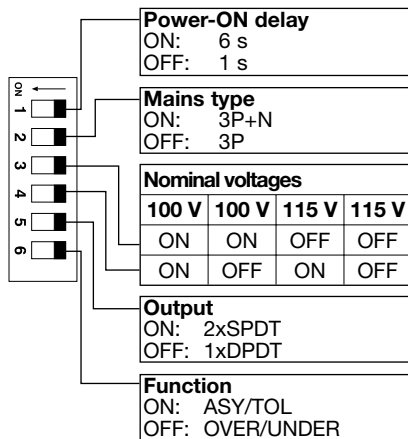 Power-ON delay
ON: 6 s
OFF: 1 s
ON
1
2
3
4
5
6
Mains type
ON: 3P+N
OFF: 3P
Nominal voltages
100 V 100 V 115 V 115 V
ON ON OFF OFF
ON OFF ON OFF
Output
ON: 2xSPDT
OFF: 1xDPDT
Function
ON: ASY/TOL
OFF: OVER/UNDER